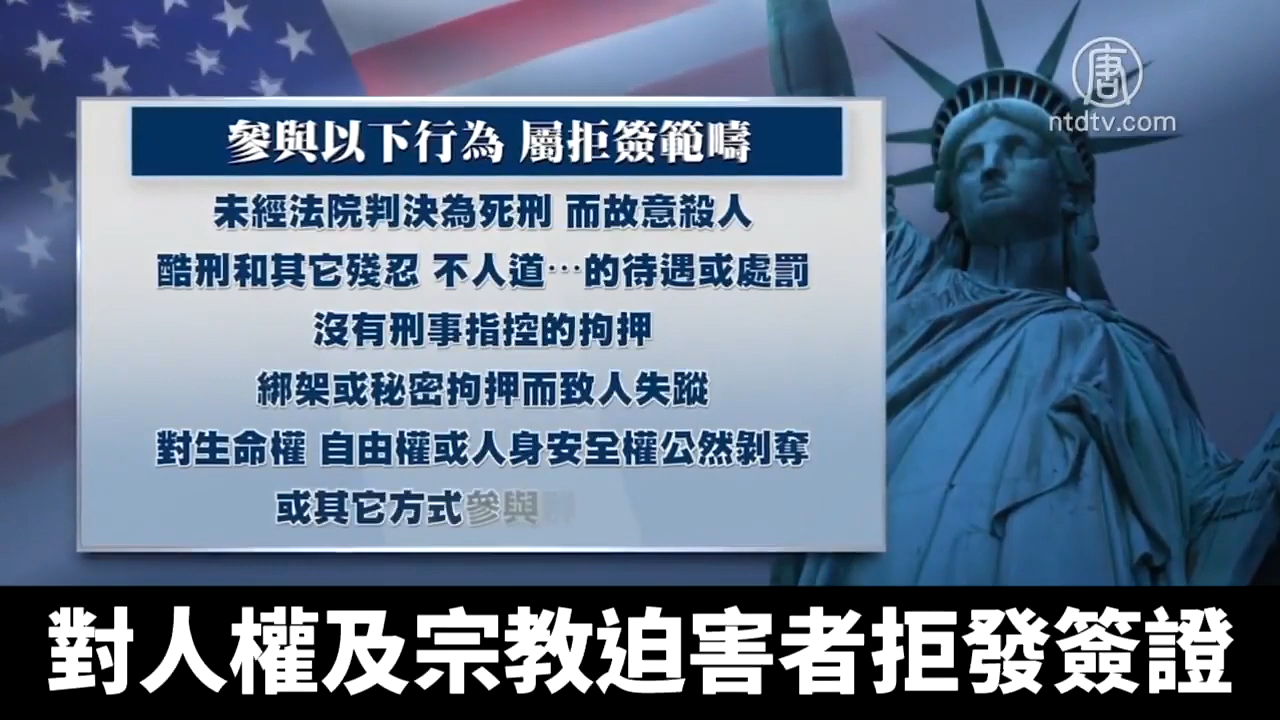 唐
ntdtv.com
參與以下行為 屬拒簽範疇
未經法院判決為死刑 而故意殺人
酷刑和其它殘忍 不人道…的待遇或處罰
沒有刑事指控的拘押
綁架或秘密拘押而致人失蹤
對生命權 自由權或人身安全權公然剝奪
或其它方式參與
對人權及宗教迫害者拒發簽證